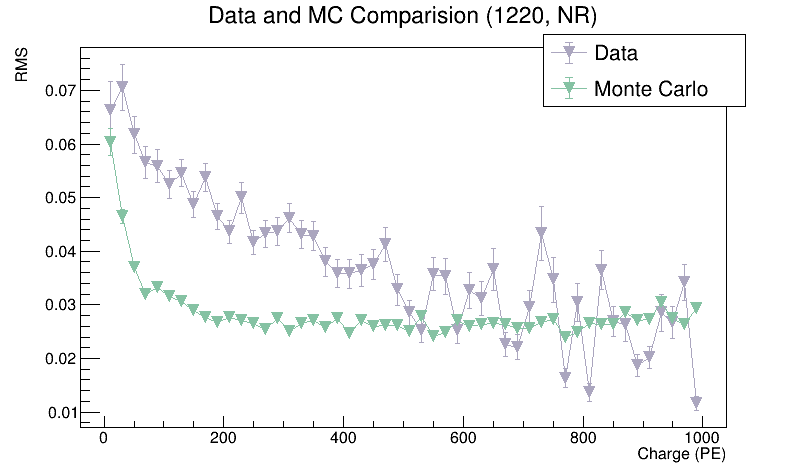 Data and MC Comparision (1220, NR)
RMS
Data
Monte Carlo
0.07
0.06
0.05
0.04
0.03
0.02
0.01
0 200 400 600 800 1000
Charge (PE)